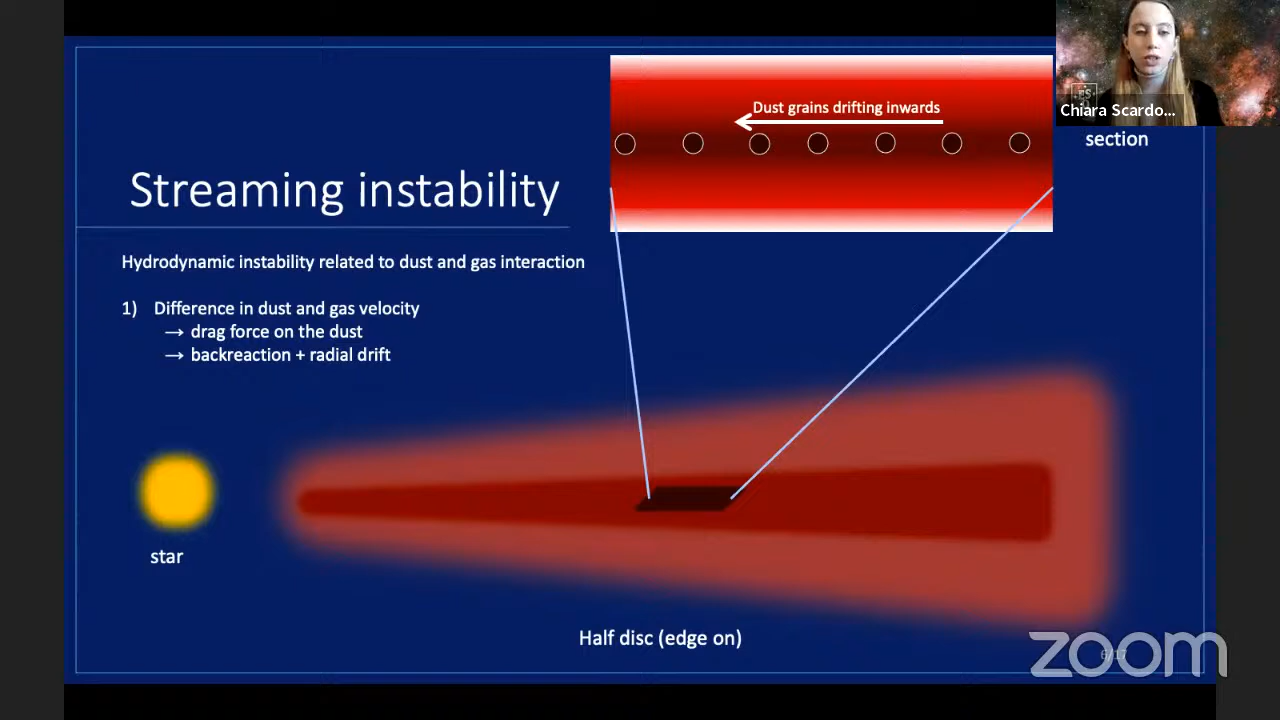 Streaming instability
Hydrodynamic instability related to dust and gas interaction
1) Difference in dust and gas velocity
→ drag force on the dust
→ backreaction + radial drift
Dust grains drifting inwards
Chiara Scardo...
section
star
Half disc (edge on)
zoom